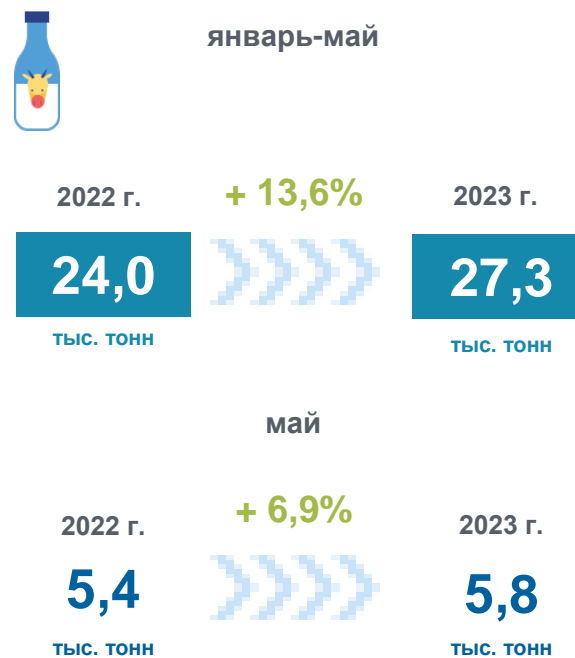 январь-май
2022 г.
+ 13,6%
2023 г.
24,0
27,3
тыс. тонн
тыс. тонн
май
2022 г.
+ 6,9%
2023 г.
5,4
5,8
тыс. тонн
тыс. тонн